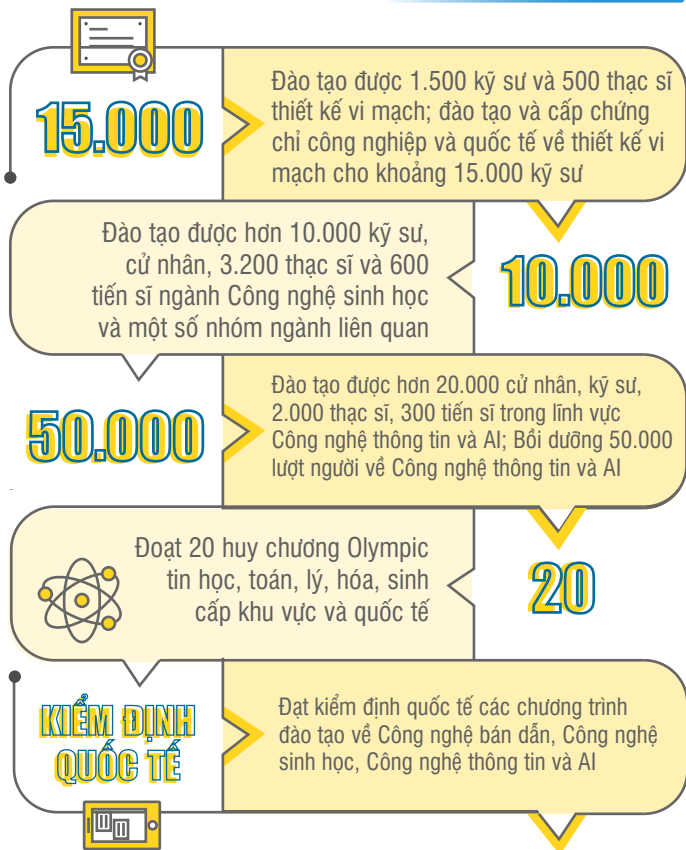 15.000
Đào tạo được 1.500 kỹ sư và 500 thạc sĩ
thiết kế vi mạch; đào tạo và cấp chứng
chỉ công nghiệp và quốc tế về thiết kế vi
mạch cho khoảng 15.000 kỹ sư
Đào tạo được hơn 10.000 kỹ sư,
cử nhân, 3.200 thạc sĩ và 600
tiến sĩ ngành Công nghệ sinh học
và một số nhóm ngành liên quan
10.000
50.000
Đào tạo được hơn 20.000 cử nhân, kỹ sư,
2.000 thạc sĩ, 300 tiến sĩ trong lĩnh vực
Công nghệ thông tin và AI; Bồi dưỡng 50.000
lượt người về Công nghệ thông tin và AI
Đoạt 20 huy chương Olympic
tin học, toán, lý, hóa, sinh
cấp khu vực và quốc tế
20
KIỂM ĐỊNH
QUỐC TẾ
Đạt kiểm định quốc tế các chương trình
đào tạo về Công nghệ bán dẫn, Công nghệ
sinh học, Công nghệ thông tin và AI